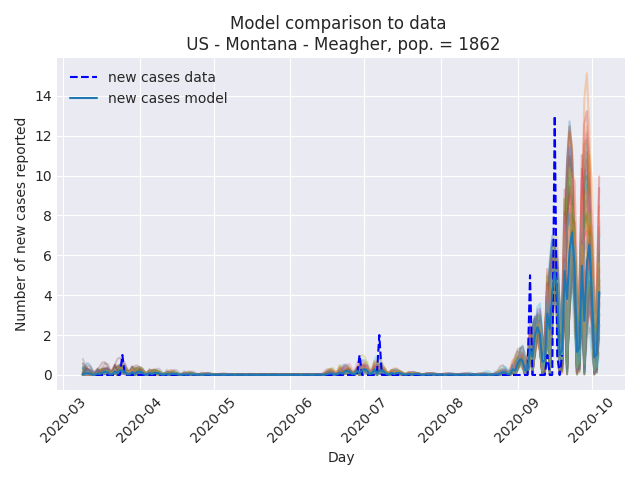 Model comparison to data
US - Montana - Meagher, pop. = 1862
new cases data
new cases model
Number of new cases reported
14
12
10
8
6
4
2
0
2020-03
2020-04
2020-05
2020-06
2020-07
2020-08
2020-09
2020-10
Day